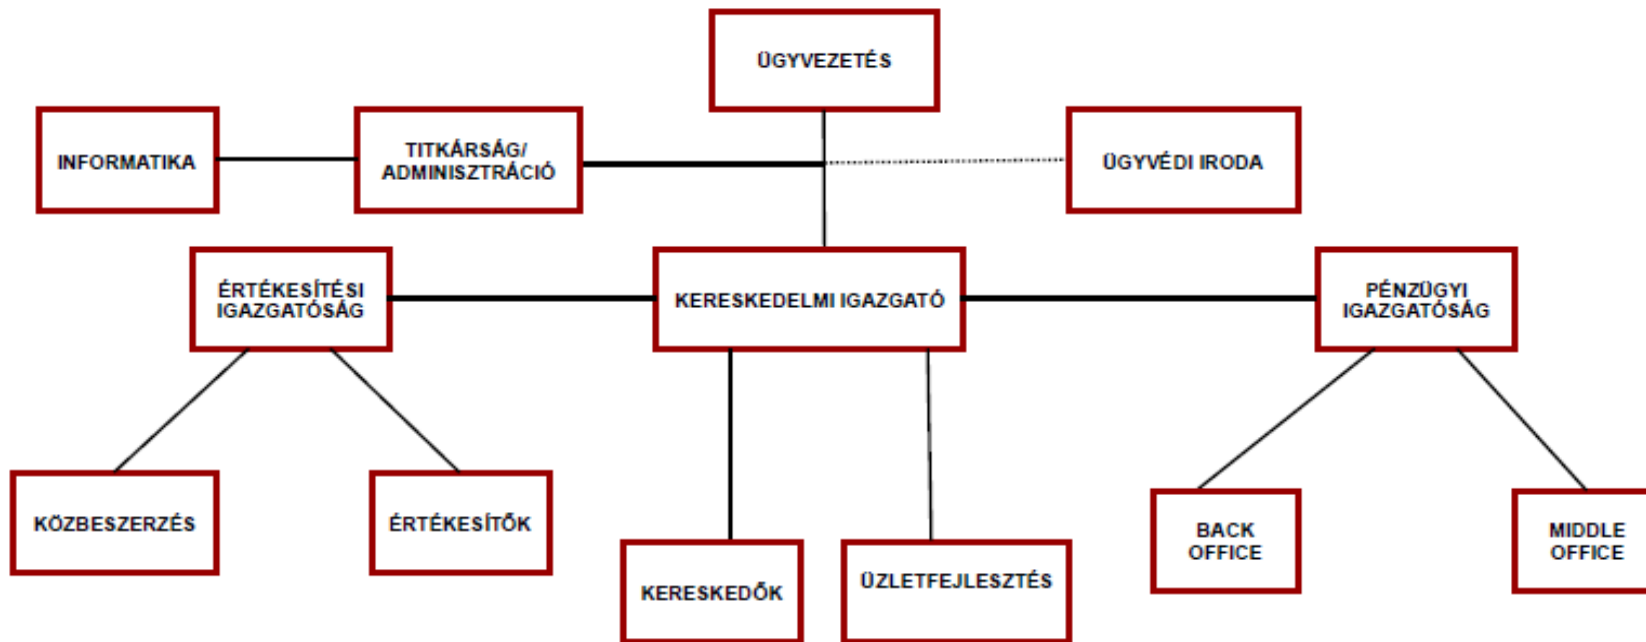 ÜGYVEZETÉS
INFORMATIKA
TITKÁRSÁG/
ADMINISZTRÁCIÓ
ÜGYVÉDI IRODA
ÉRTÉKESÍTÉSI
IGAZGATÓSÁG
KERESKEDELMI IGAZGATÓ
PÉNZÜGYI
IGAZGATÓSÁG
KÖZBESZERZÉS
ÉRTÉKESÍTŐK
KERESKEDŐK
ÜZLETFEJLESZTÉS
BACK
OFFICE
MIDDLE
OFFICE